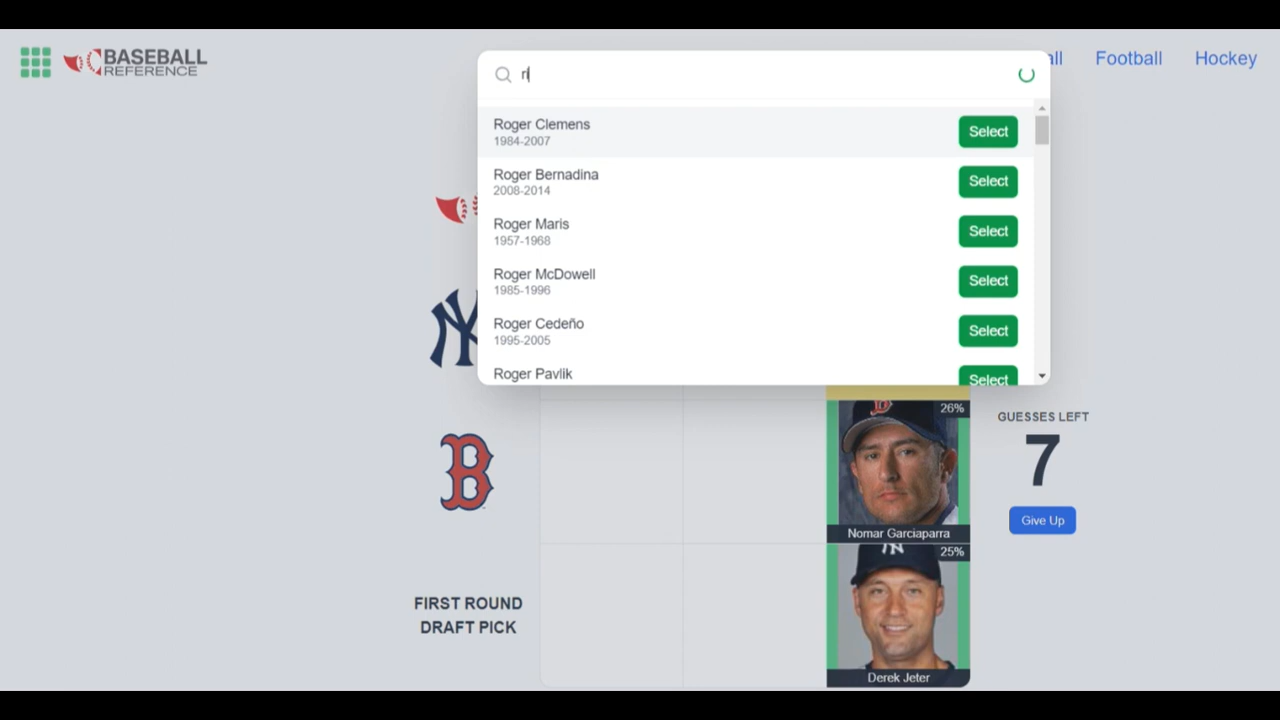 BASEBALL
REFERENCE
all
Football
Hockey
r
Roger Clemens
1984-2007
Select
Roger Bernadina
2008-2014
Select
Roger Maris
1957-1968
Select
Roger McDowell
1985-1996
Select
Roger Cedeño
1995-2005
Select
Roger Pavlik
Select
NY
B
26%
Nomar Garciaparra
GUESSES LEFT
7
Give Up
FIRST ROUND
DRAFT PICK
25%
Derek Jeter